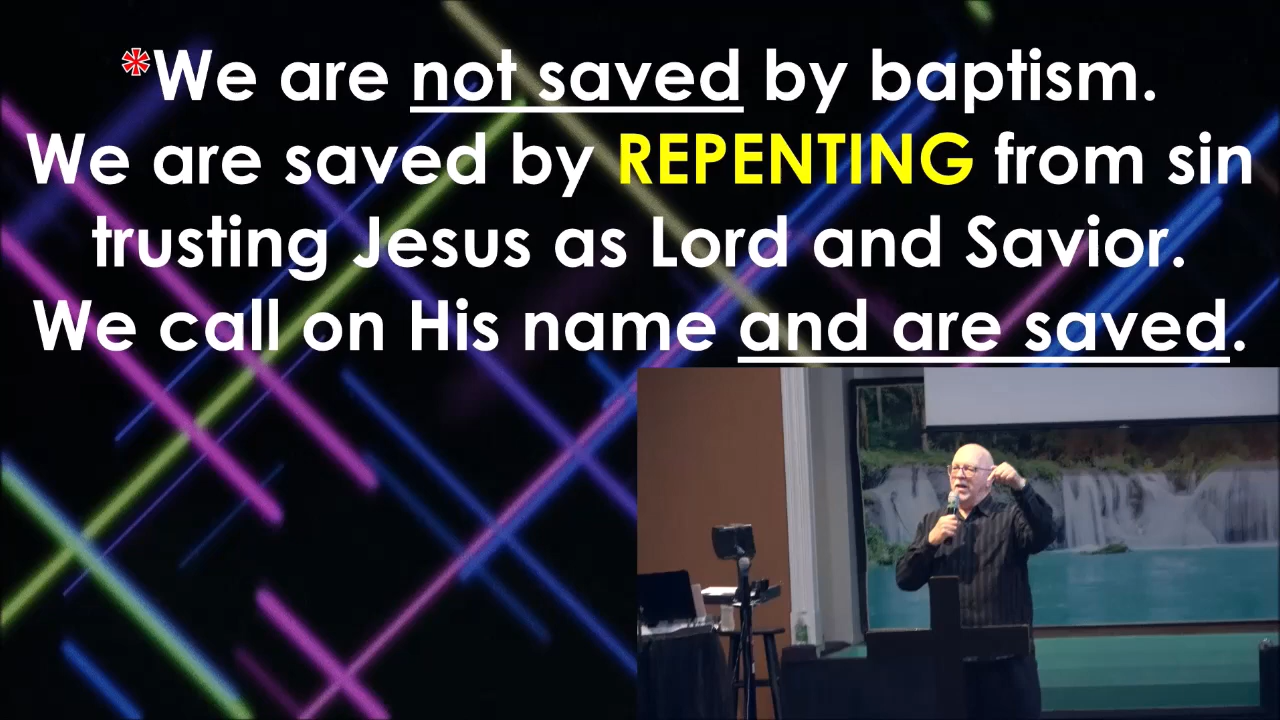 *We are not saved by baptism.
We are saved by REPENTING from sin
trusting Jesus as Lord and Savior.
We call on His name and are saved.